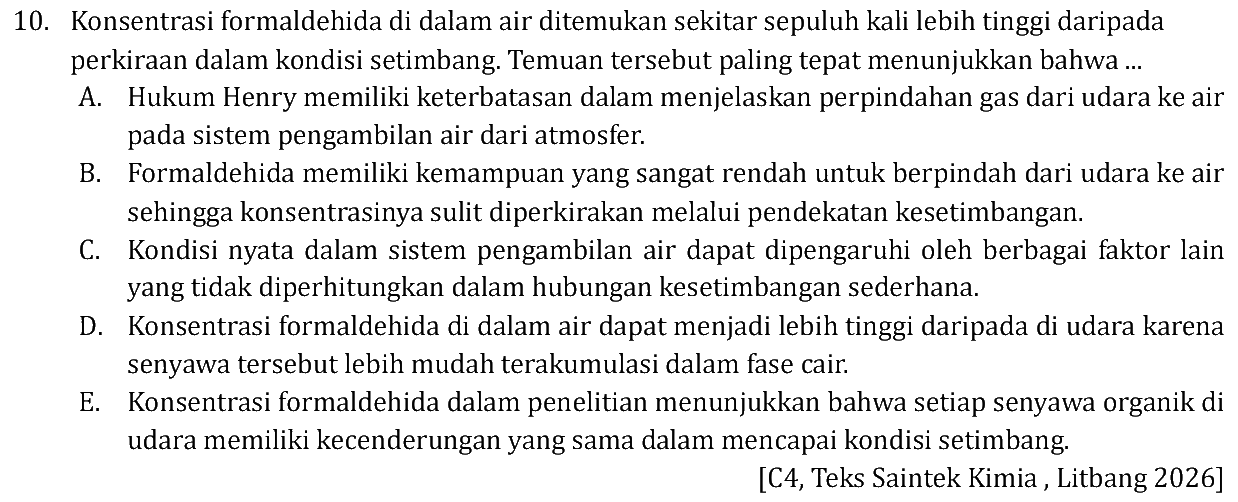 10. Konsentrasi formaldehida di dalam air ditemukan sekitar sepuluh kali lebih tinggi daripada
perkiraan dalam kondisi setimbang. Temuan tersebut paling tepat menunjukkan bahwa ...
A. Hukum Henry memiliki keterbatasan dalam menjelaskan perpindahan gas dari udara ke air
pada sistem pengambilan air dari atmosfer.
B. Formaldehida memiliki kemampuan yang sangat rendah untuk berpindah dari udara ke air
sehingga konsentrasinya sulit diperkirakan melalui pendekatan kesetimbangan.
C. Kondisi nyata dalam sistem pengambilan air dapat dipengaruhi oleh berbagai faktor lain
yang tidak diperhitungkan dalam hubungan kesetimbangan sederhana.
D. Konsentrasi formaldehida di dalam air dapat menjadi lebih tinggi daripada di udara karena
senyawa tersebut lebih mudah terakumulasi dalam fase cair.
E. Konsentrasi formaldehida dalam penelitian menunjukkan bahwa setiap senyawa organik di
udara memiliki kecenderungan yang sama dalam mencapai kondisi setimbang.
[C4, Teks Saintek Kimia , Litbang 2026]